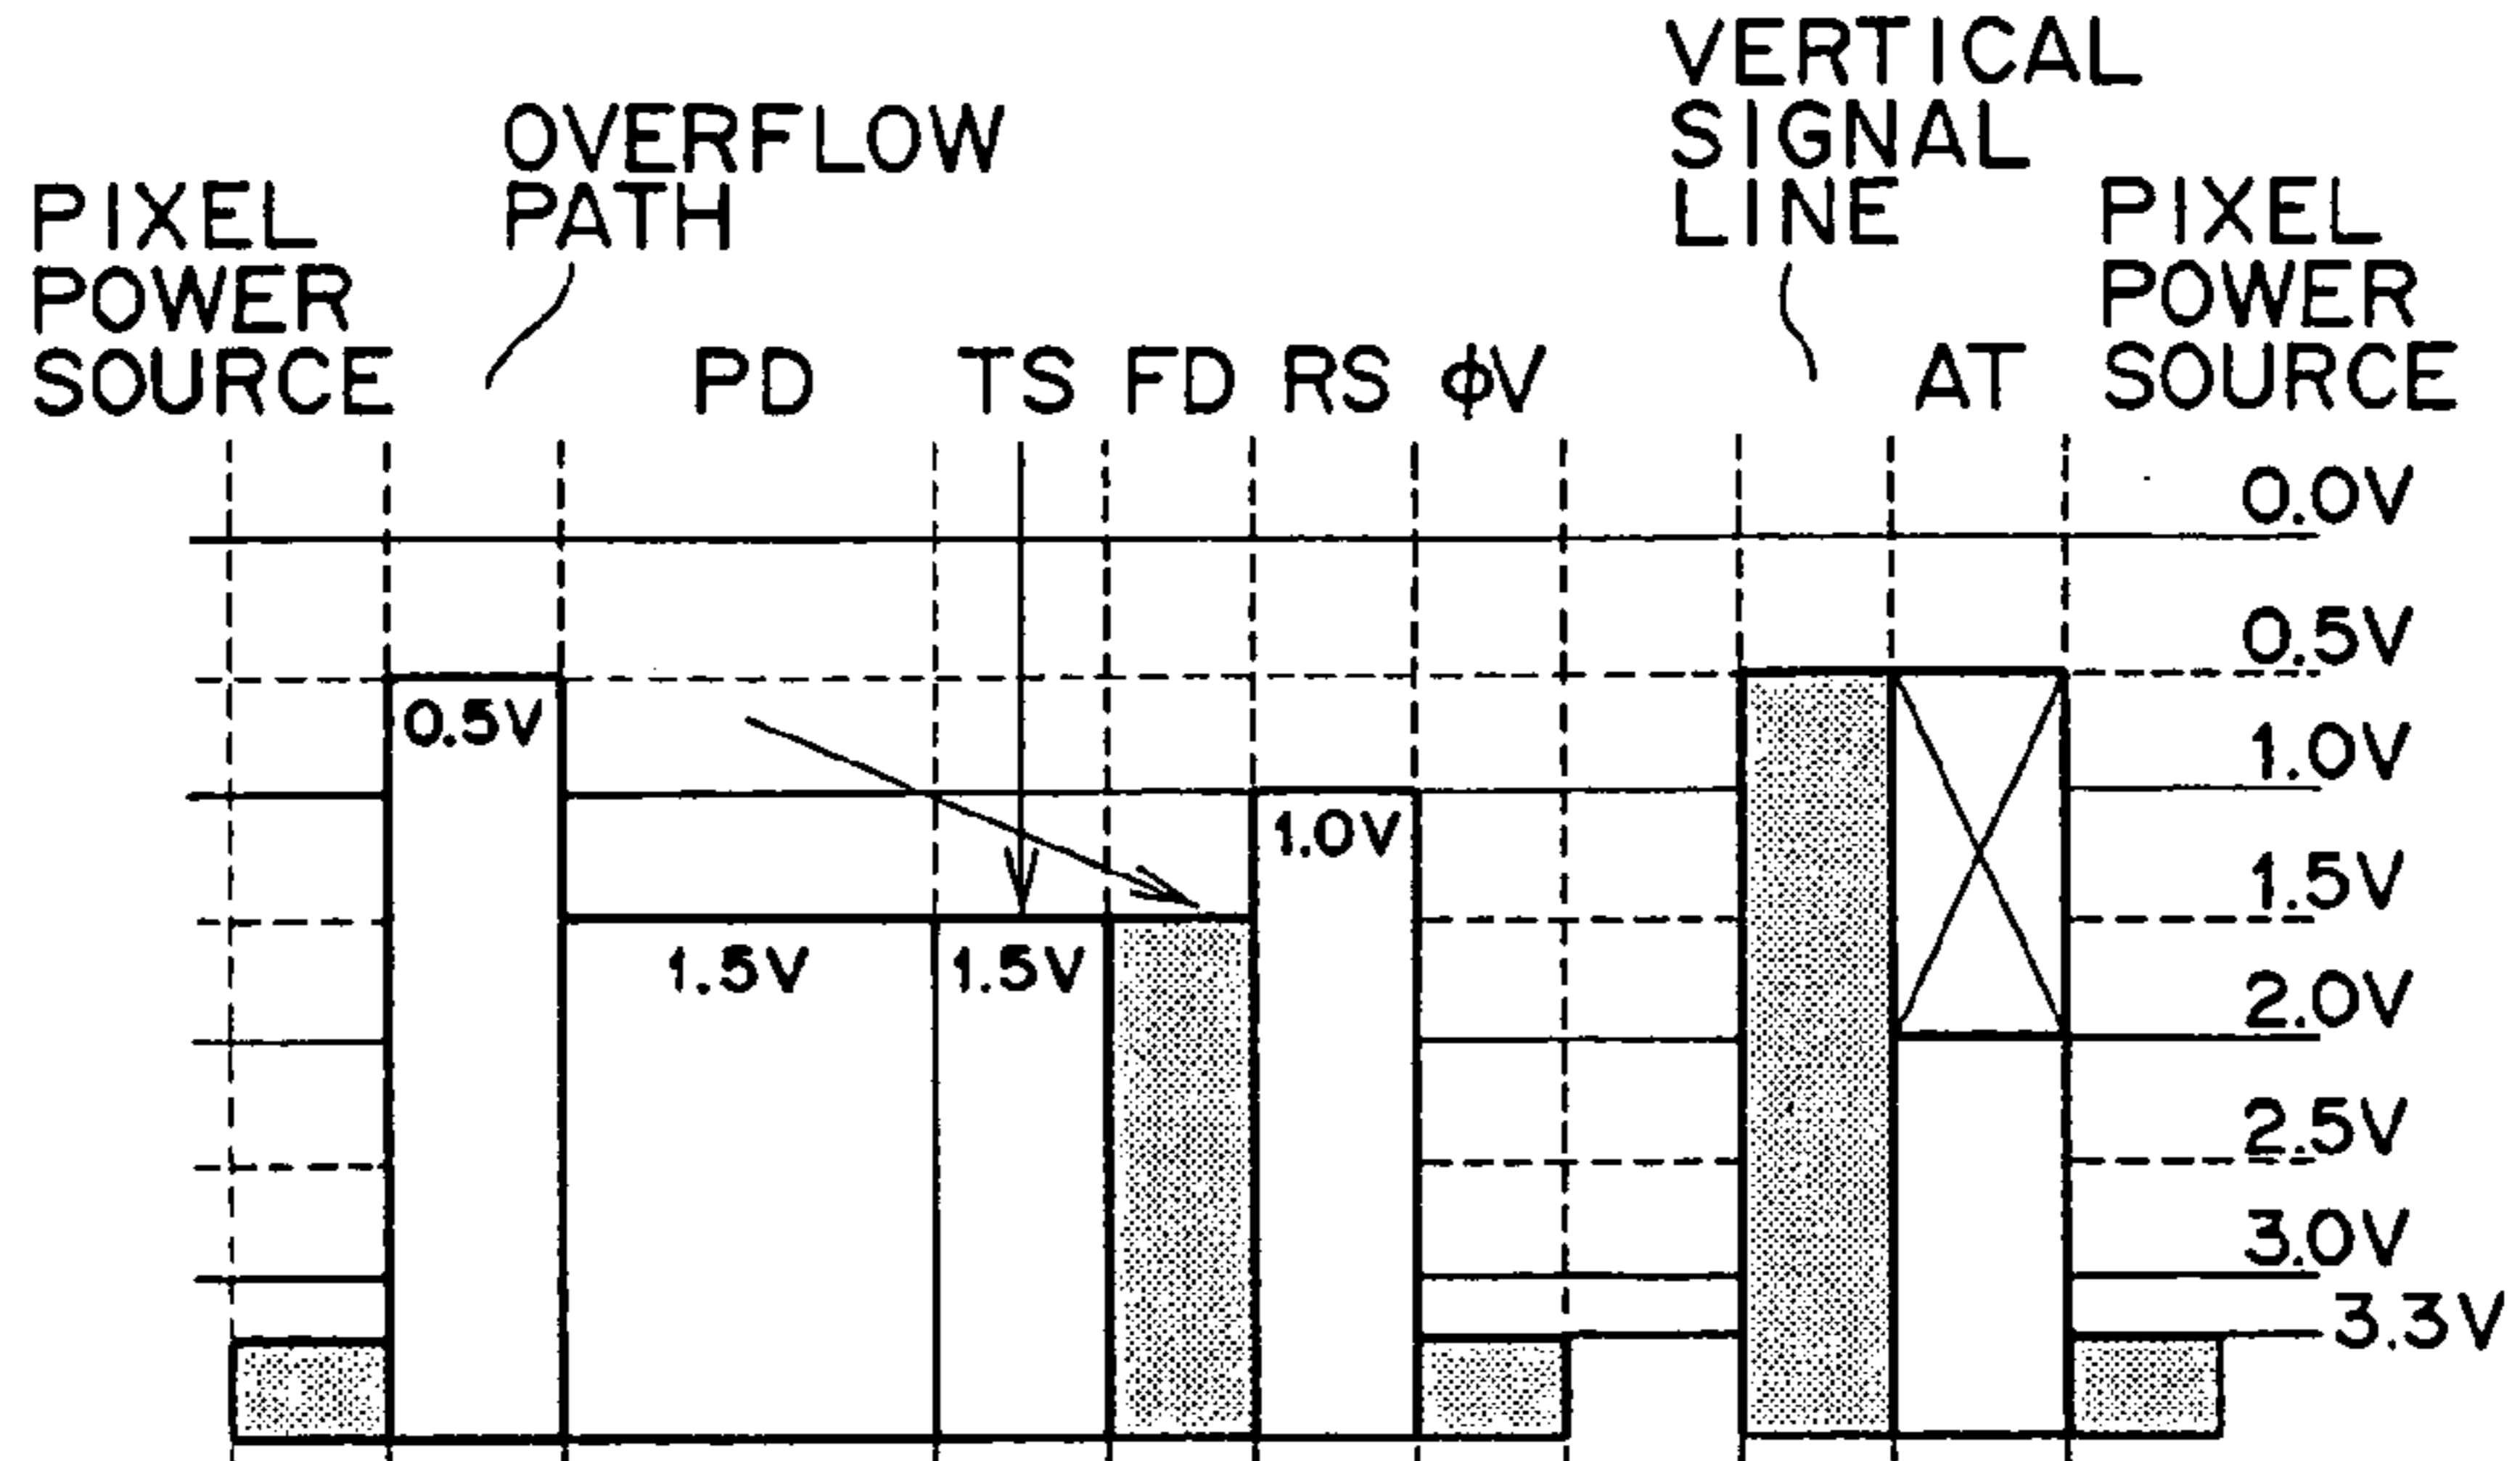 PIXEL
POWER
SOURCE
OVERFLOW
PATH
PD
TS
FD
RS
ϕV
VERTICAL
SIGNAL
LINE
AT
PIXEL
POWER
SOURCE
0.0V
0.5V
1.0V
1.5V
2.0V
2.5V
3.0V
3.3V
0.5V
1.5V
1.5V
1.0V